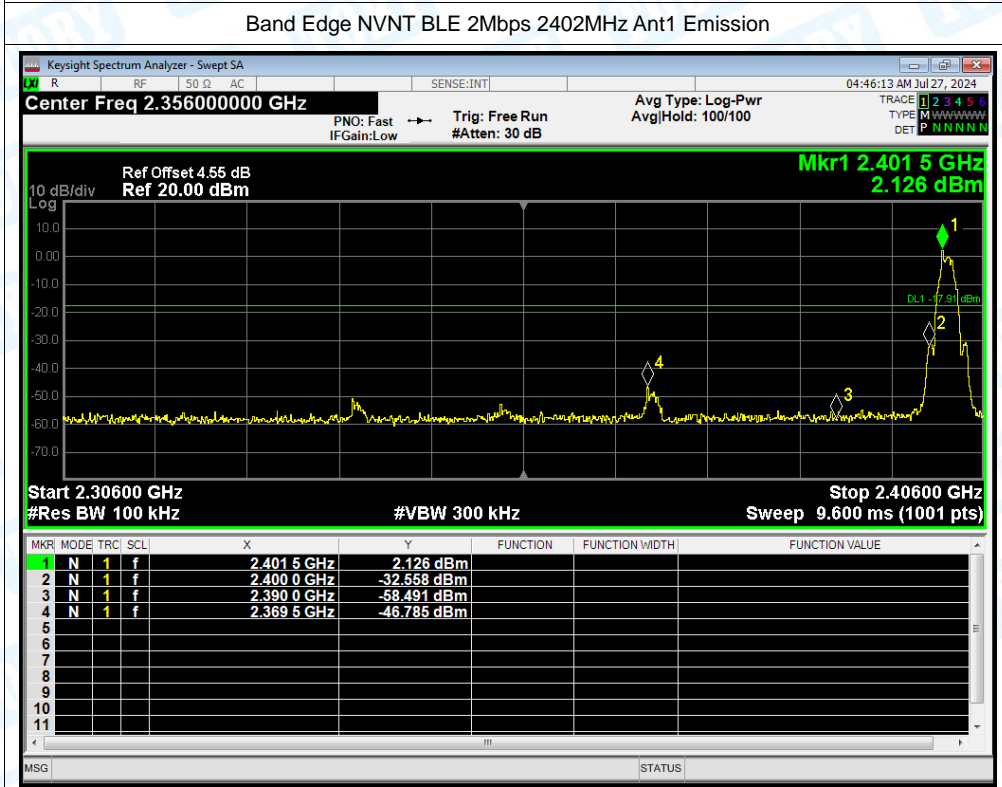 Band Edge NVNT BLE 2Mbps 2402MHz Ant1 Emission
Keysight Spectrum Analyzer - Swept SA
LXI R RF 50 Ω AC SENSE:INT 04:46:13 AM Jul 27, 2024
Center Freq 2.356000000 GHz Avg Type: Log-Pwr TRACE 1 2 3 4 5 6
PNO: Fast Trig: Free Run Avg|Hold: 100/100 TYPE M WWWWW
IFGain:Low #Atten: 30 dB DET P N N N N N
Mkr1 2.401 5 GHz
2.126 dBm
Ref Offset 4.55 dB
10 dB/div Ref 20.00 dBm
Log
10.0
0.00
-10.0
-20.0
-30.0
-40.0
-50.0
-60.0
-70.0
1
DL1 -17.91 dBm
2
4
3
Start 2.30600 GHz Stop 2.40600 GHz
#Res BW 100 kHz #VBW 300 kHz Sweep 9.600 ms (1001 pts)
MKR MODE TRC SCL X Y FUNCTION FUNCTION WIDTH FUNCTION VALUE
1 N 1 f 2.401 5 GHz 2.126 dBm
2 N 1 f 2.400 0 GHz -32.558 dBm
3 N 1 f 2.390 0 GHz -58.491 dBm
4 N 1 f 2.369 5 GHz -46.785 dBm
5
6
7
8
9
10
11
MSG STATUS